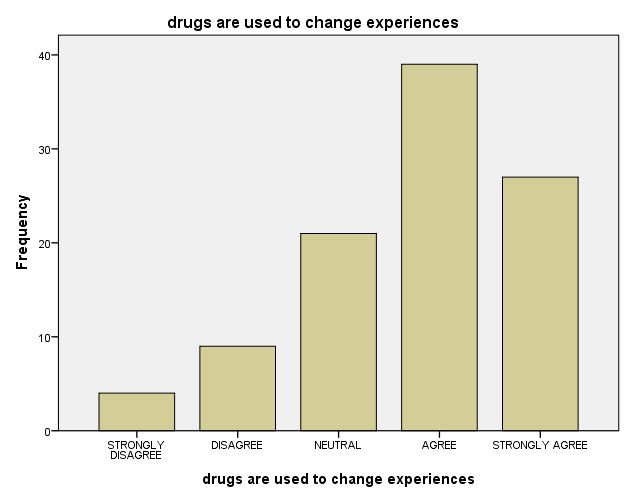 drugs are used to change experiences
40
30
20
10
0
Frequency
STRONGLY
DISAGREE
DISAGREE
NEUTRAL
AGREE
STRONGLY AGREE
drugs are used to change experiences